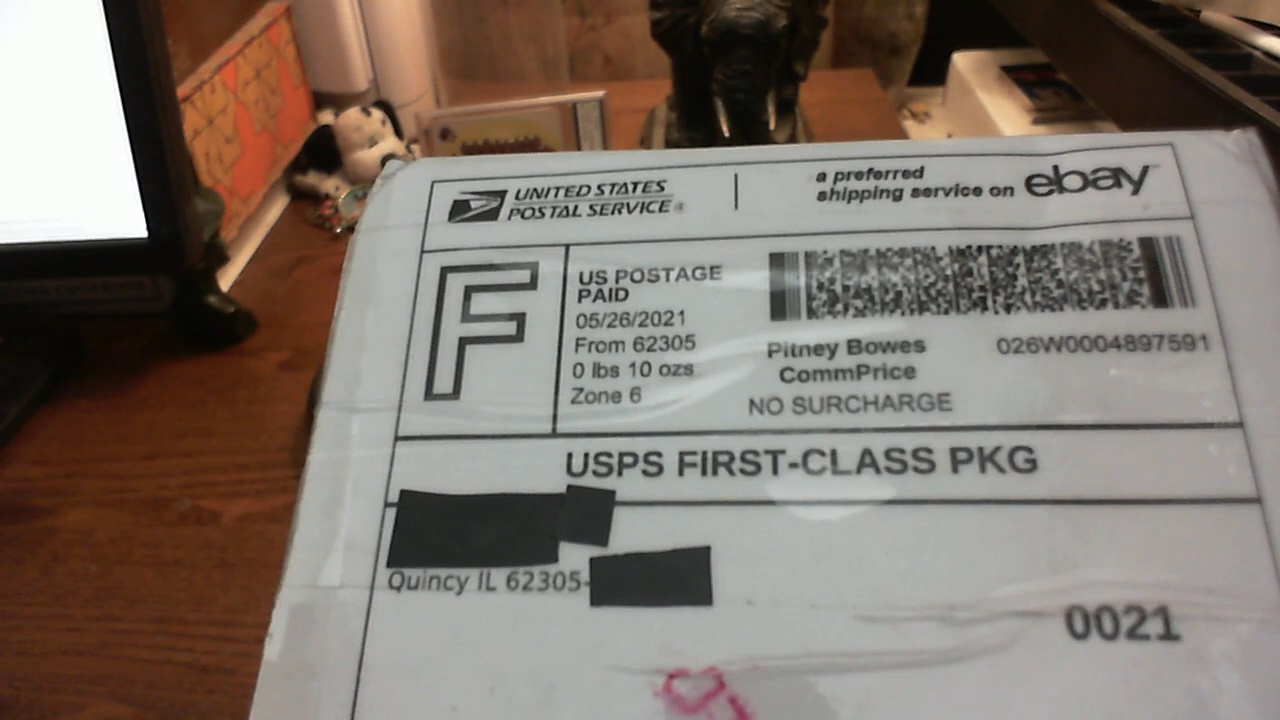 UNITED STATES
POSTAL SERVICE®
a preferred
shipping service on ebay™
F
US POSTAGE
PAID
05/26/2021
From 62305
0 lbs 10 ozs
Zone 6
Pitney Bowes
CommPrice
NO SURCHARGE
026W0004897591
USPS FIRST-CLASS PKG
Quincy IL 62305-
0021